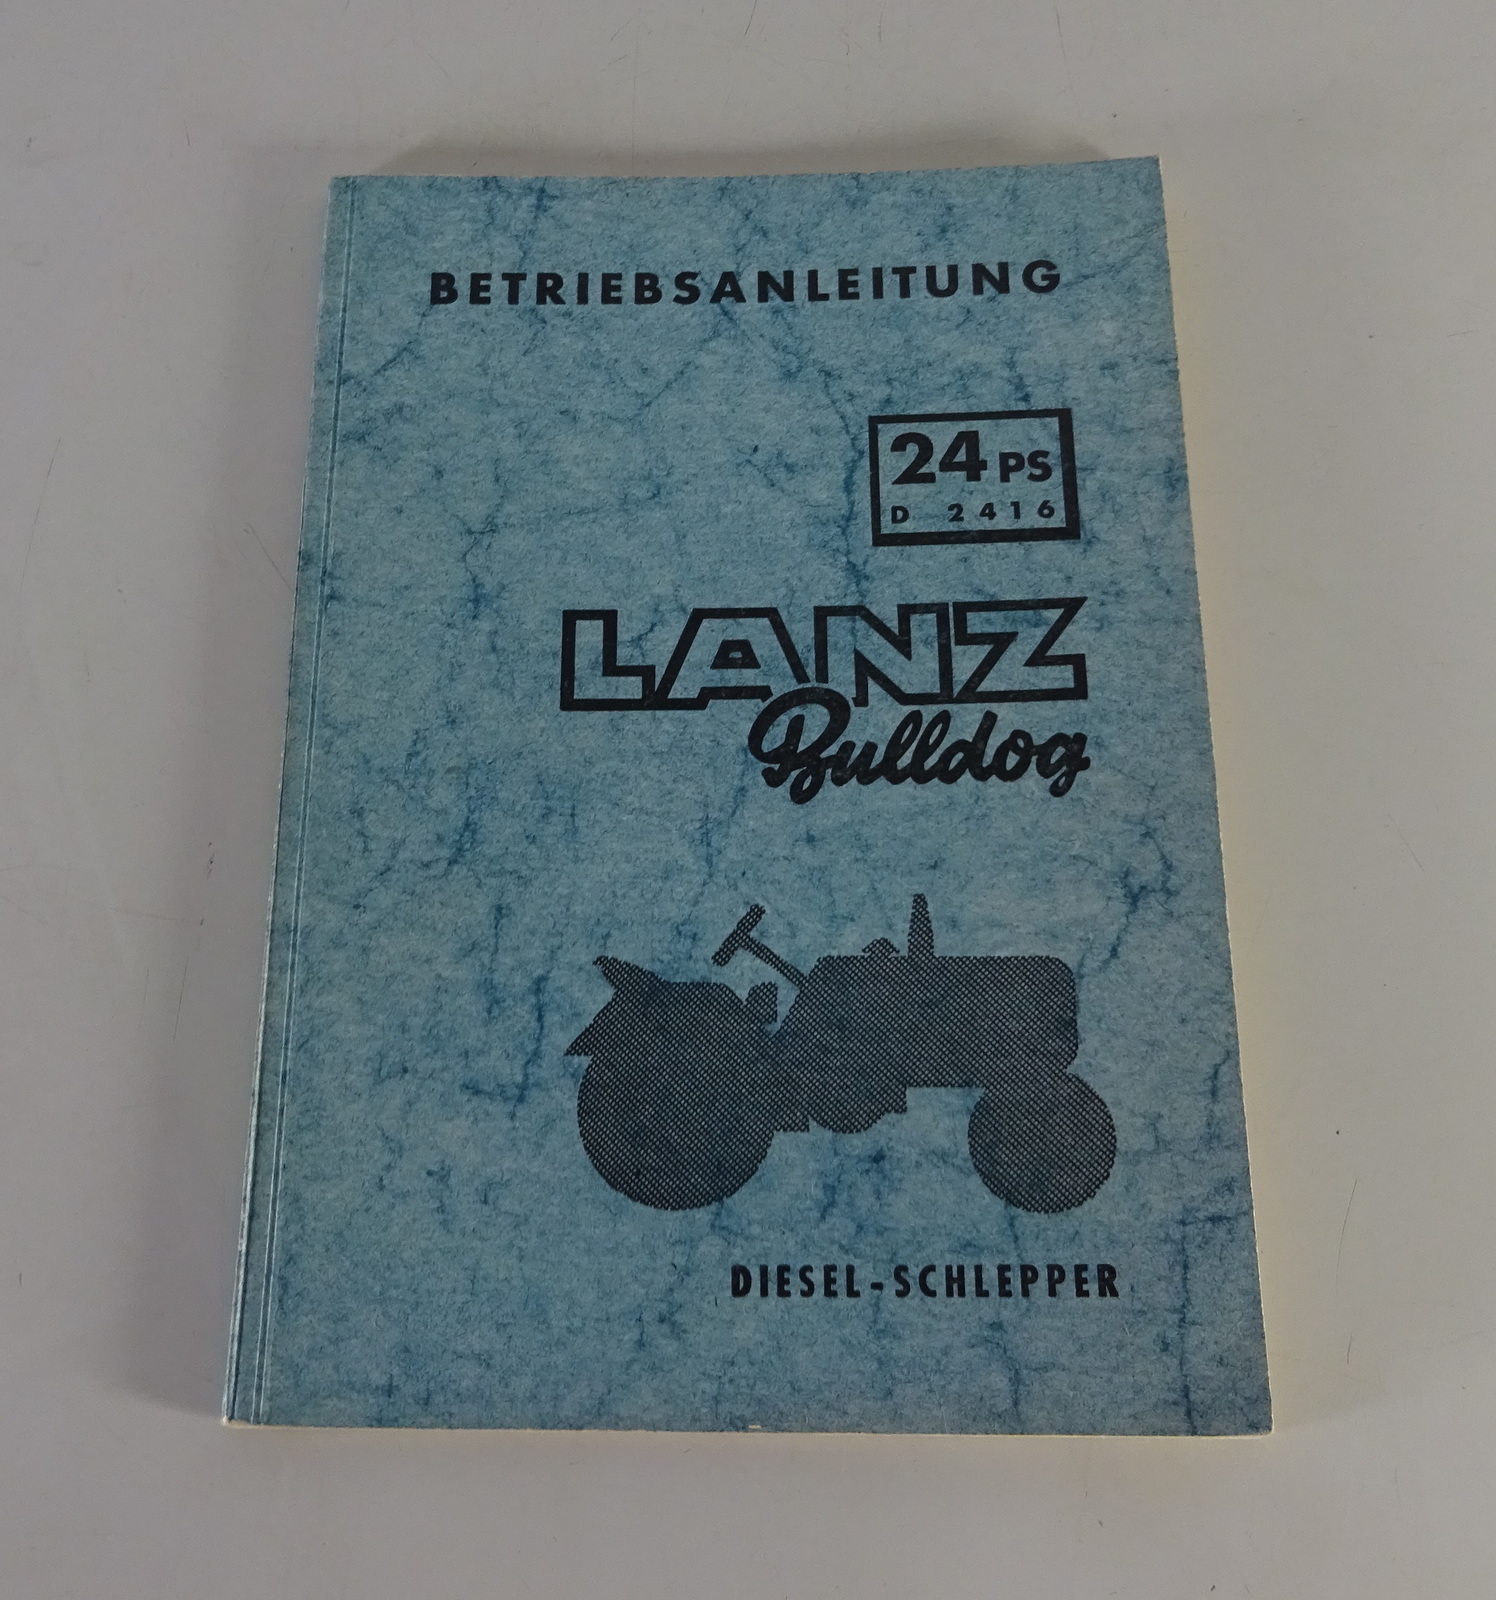 BETRIEBSANLEITUNG
24 PS
D 2416
LANZ
Bulldog
DIESEL-SCHLEPPER